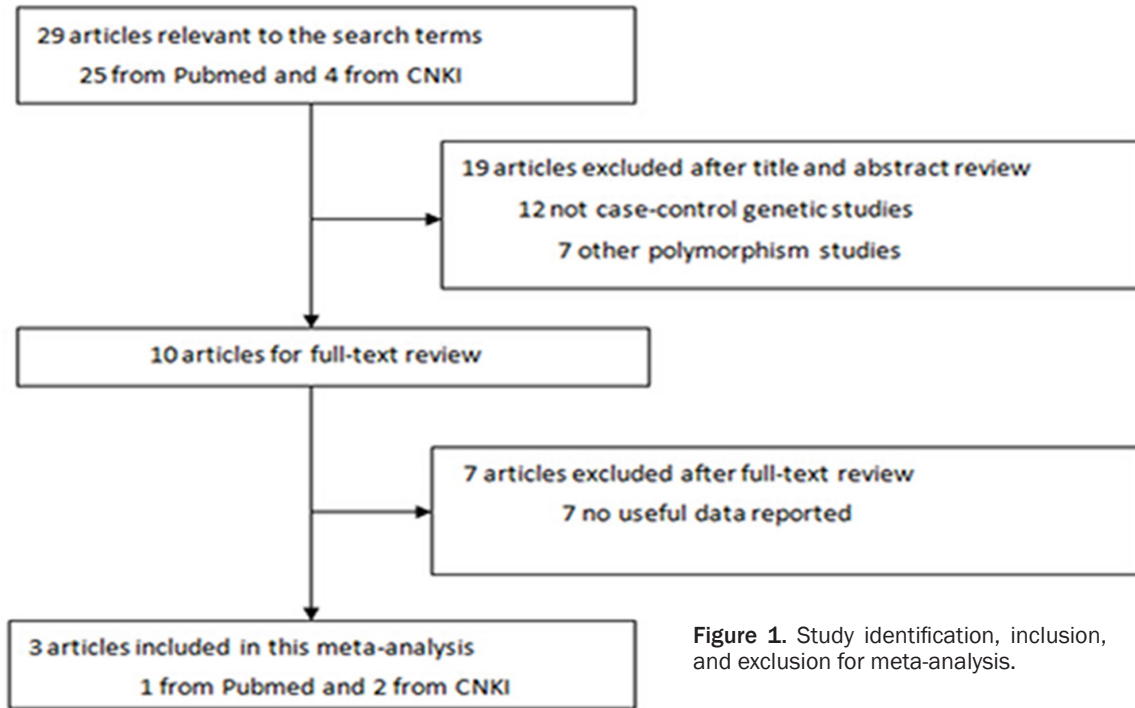 29 articles relevant to the search terms
25 from Pubmed and 4 from CNKI
19 articles excluded after title and abstract review
12 not case-control genetic studies
7 other polymorphism studies
10 articles for full-text review
7 articles excluded after full-text review
7 no useful data reported
3 articles included in this meta-analysis
1 from Pubmed and 2 from CNKI
Figure 1. Study identification, inclusion,
and exclusion for meta-analysis.